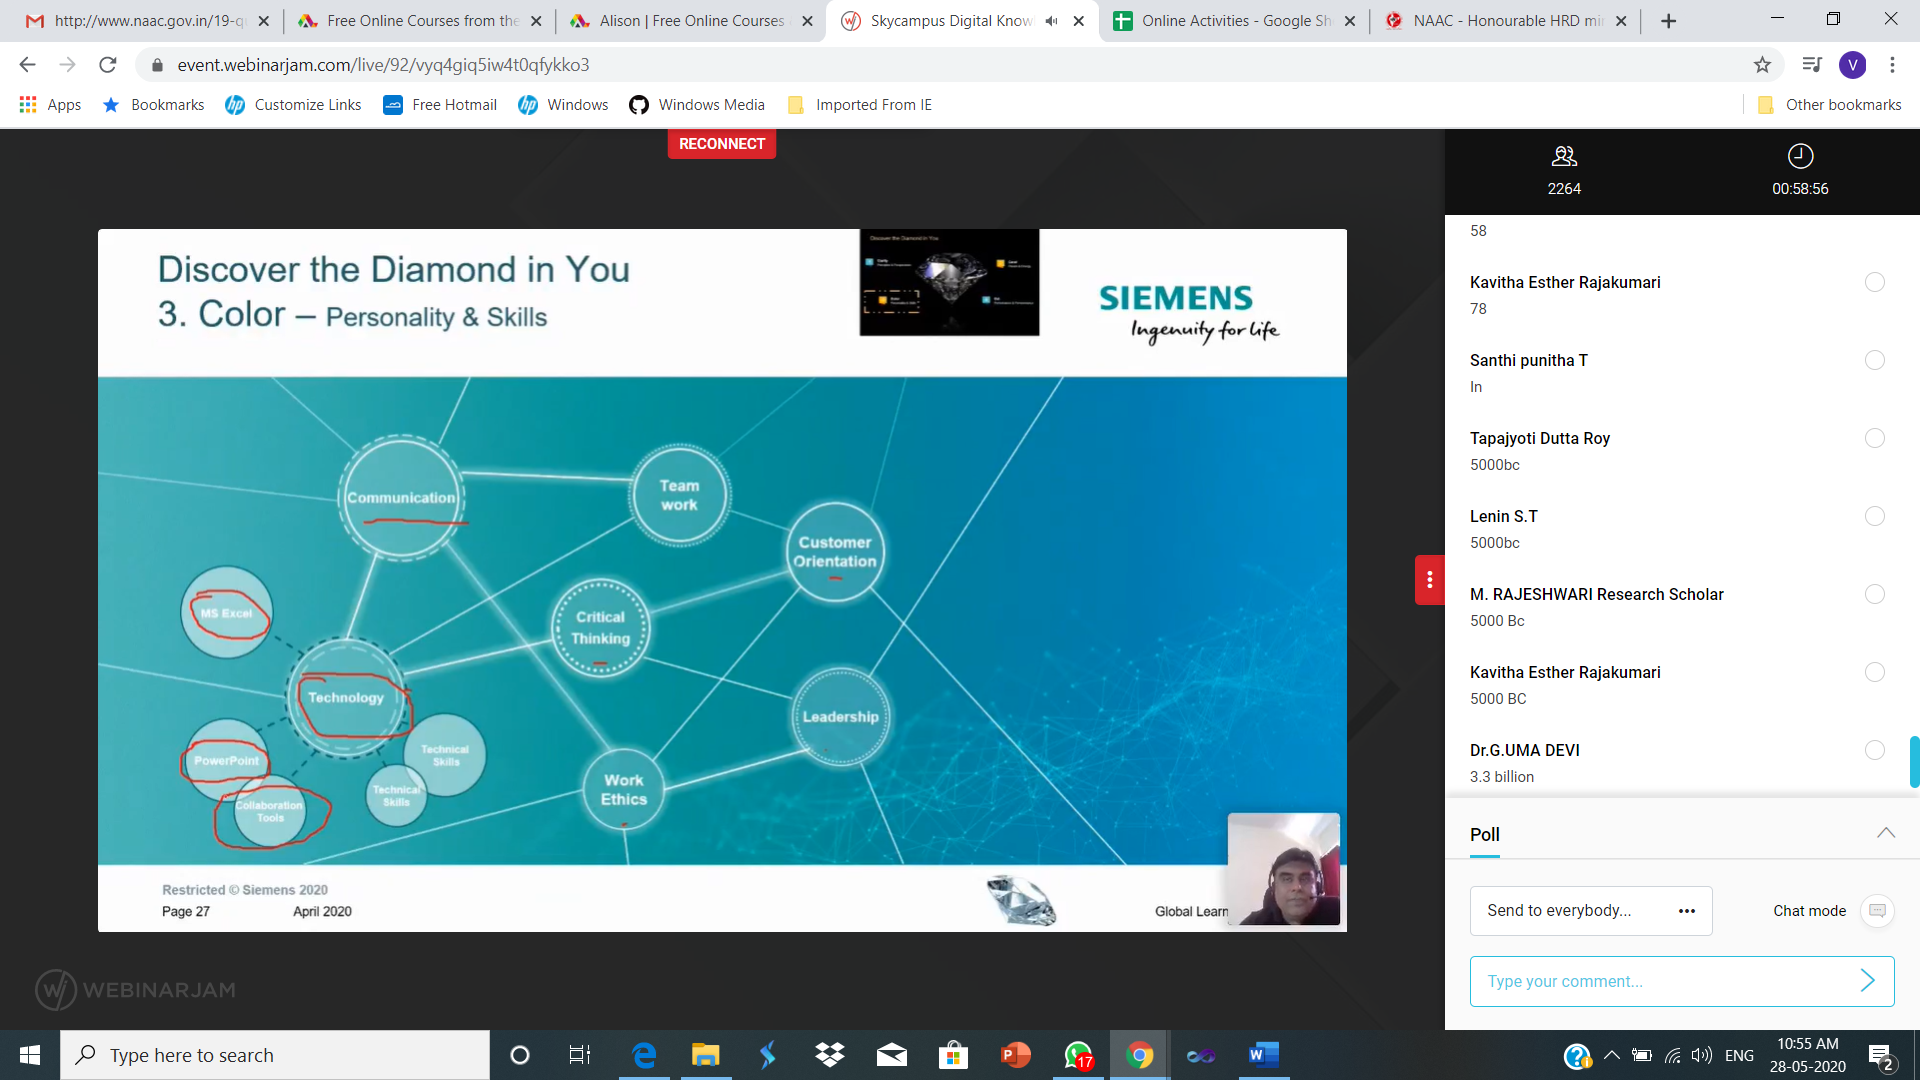 http://www.naac.gov.in/19-q
Free Online Courses from the
Alison | Free Online Courses
Skycampus Digital Know
Online Activities - Google Sh
NAAC - Honourable HRD mi
event.webinarjam.com/live/92/vyq4giq5iw4t0qfykko3
V
Apps
Bookmarks
Customize Links
Free Hotmail
Windows
Windows Media
Imported From IE
Other bookmarks
RECONNECT
2264
00:58:56
Discover the Diamond in You
3. Color – Personality & Skills
Discover the Diamond in You
SIEMENS
Ingenuity for life
Communication
Team
work
Customer
Orientation
MS Excel
Critical
Thinking
Technology
Leadership
PowerPoint
Technical
Skills
Collaboration
Tools
Technical
Skills
Work
Ethics
Restricted © Siemens 2020
Page 27
April 2020
Global Learn
WEBINARJAM
58
Kavitha Esther Rajakumari
78
Santhi punitha T
In
Tapajyoti Dutta Roy
5000bc
Lenin S.T
5000bc
M. RAJESHWARI Research Scholar
5000 Bc
Kavitha Esther Rajakumari
5000 BC
Dr.G.UMA DEVI
3.3 billion
Poll
Send to everybody...
Chat mode
Type your comment...
Type here to search
17
ENG
10:55 AM
28-05-2020
2